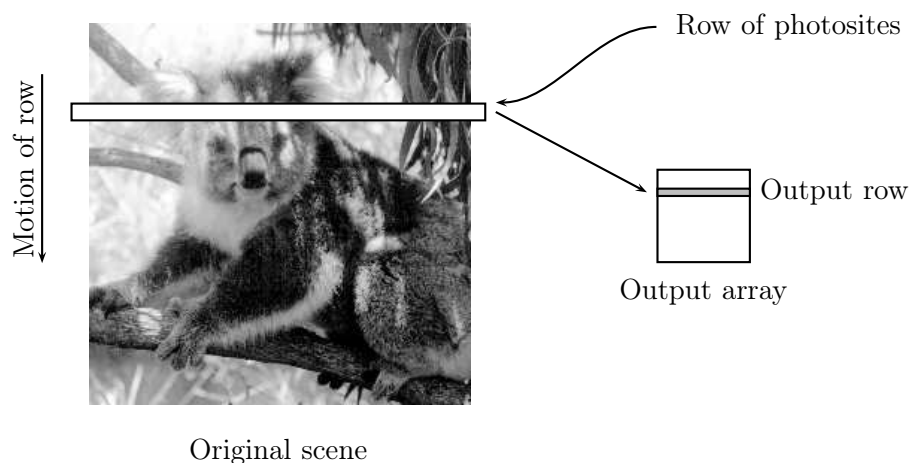 Row of photosites
Motion of row
Output row
Output array
Original scene